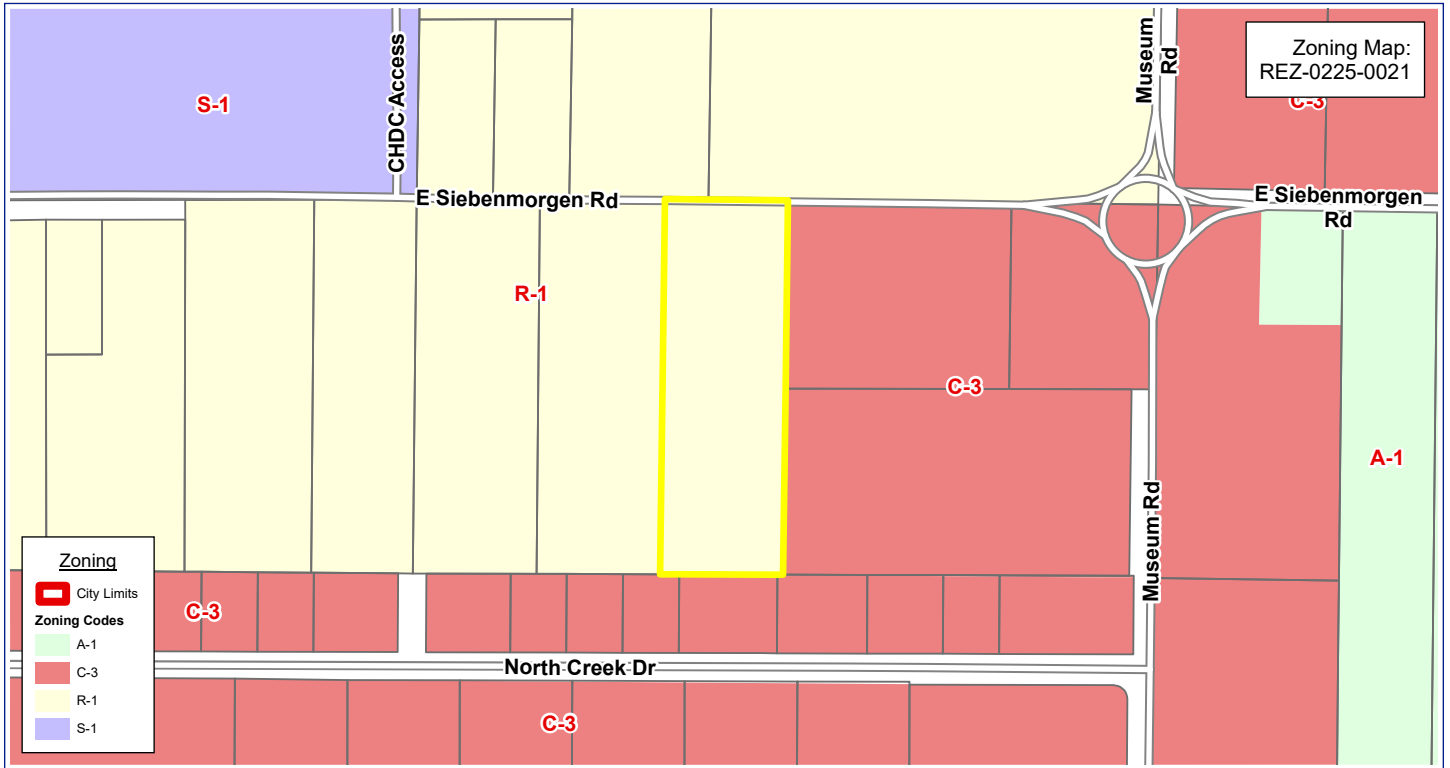 Zoning Map:
REZ-0225-0021
Museum
Rd
CHDC Access
S-1
C-3
E Siebenmorgen Rd
E Siebenmorgen
Rd
R-1
C-3
A-1
Museum Rd
C-3
North Creek Dr
C-3
Zoning
City Limits
Zoning Codes
A-1
C-3
R-1
S-1